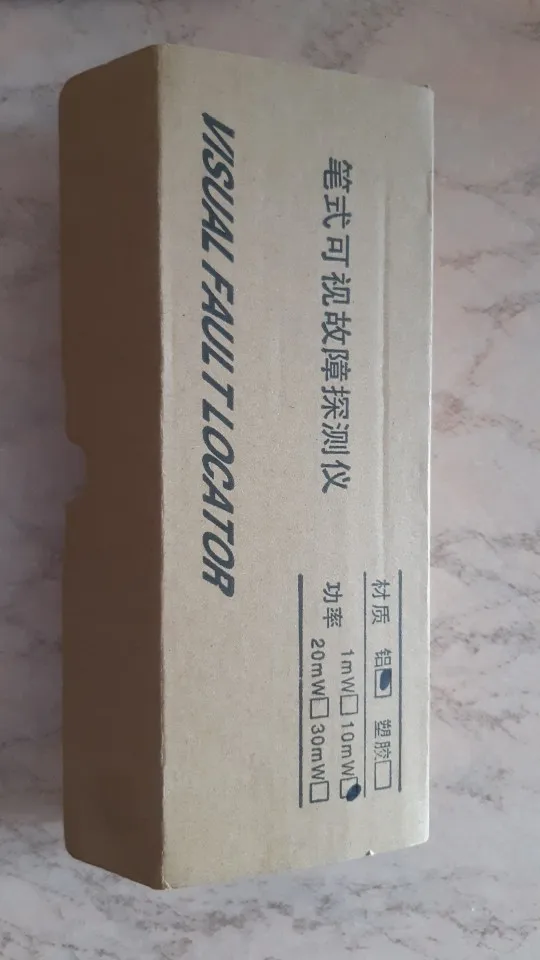 笔式可视故障探测仪
材质 铝□ 塑胶□
功率 1mW□ 10mW□
20mW□ 30mW□
VISUAL FAULT LOCATOR